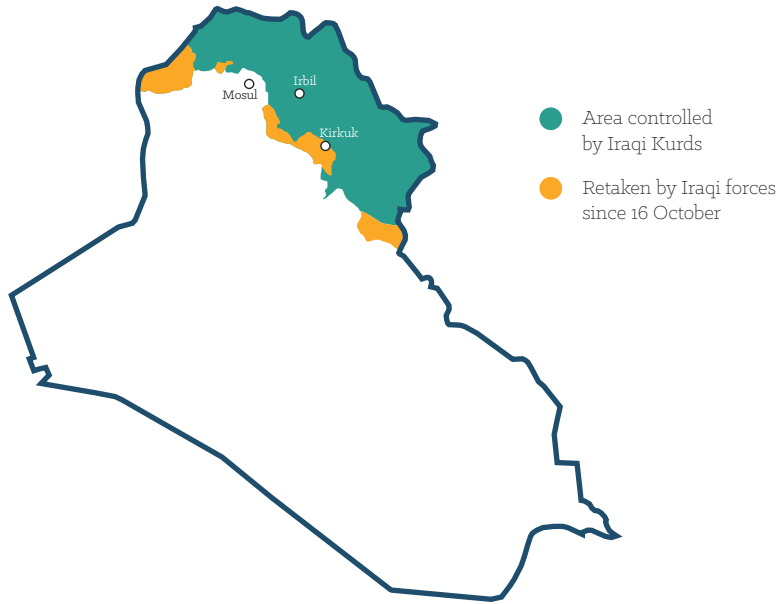 Irbil
Mosul
Kirkuk
Area controlled
by Iraqi Kurds
Retaken by Iraqi forces
since 16 October